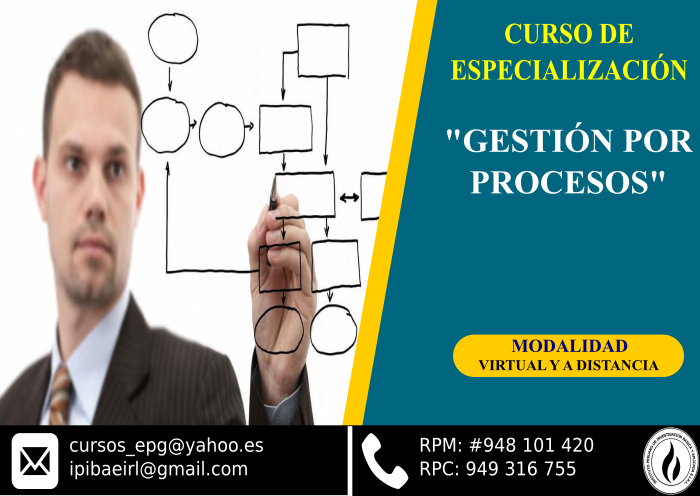 CURSO DE
ESPECIALIZACIÓN
"GESTIÓN POR
PROCESOS"
MODALIDAD
VIRTUAL Y A DISTANCIA
cursos_epg@yahoo.es
ipibaeirl@gmail.com
RPM: #948 101 420
RPC: 949 316 755